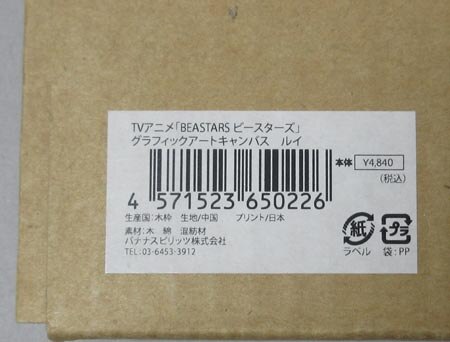 TVアニメ「BEASTARS ビースターズ」
グラフィックアートキャンバス　ルイ
本体 ¥4,840
(税込)
4 571523 650226
生産国:木枠　生地/中国　プリント/日本
素材:木　綿　混紡材
バナナスピリッツ株式会社
TEL:03-6453-3912
紙 プラ
ラベル　袋:PP